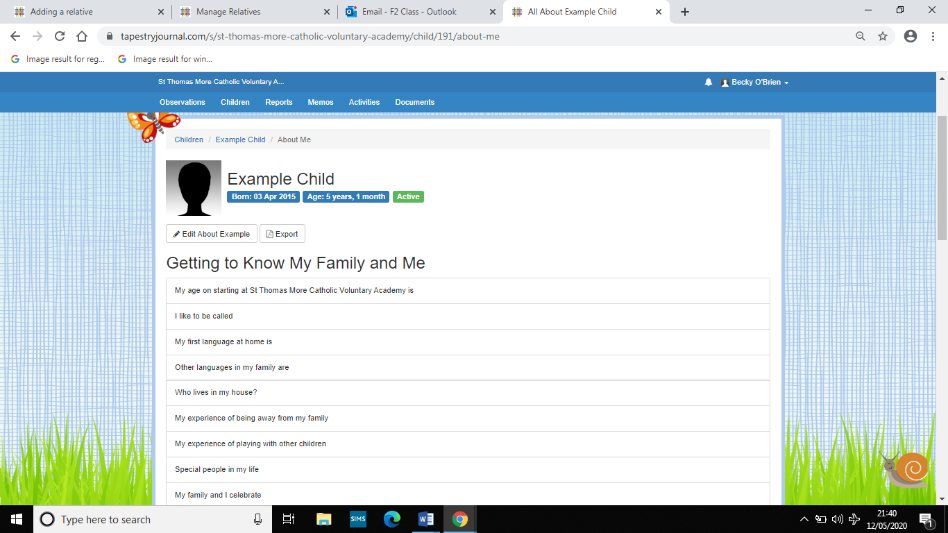 Adding a relative
Manage Relatives
Email - F2 Class - Outlook
All About Example Child
tapestryjournal.com/s/st-thomas-more-catholic-voluntary-academy/child/191/about-me
Image result for reg...
Image result for win...
St Thomas More Catholic Voluntary A...
Becky O'Brien
Observations Children Reports Memos Activities Documents
Children / Example Child / About Me
Example Child
Born: 03 Apr 2015 Age: 5 years, 1 month Active
Edit About Example Export
Getting to Know My Family and Me
My age on starting at St Thomas More Catholic Voluntary Academy is
I like to be called
My first language at home is
Other languages in my family are
Who lives in my house?
My experience of being away from my family
My experience of playing with other children
Special people in my life
My family and I celebrate
Type here to search
SIMS
21:40
12/05/2020
1